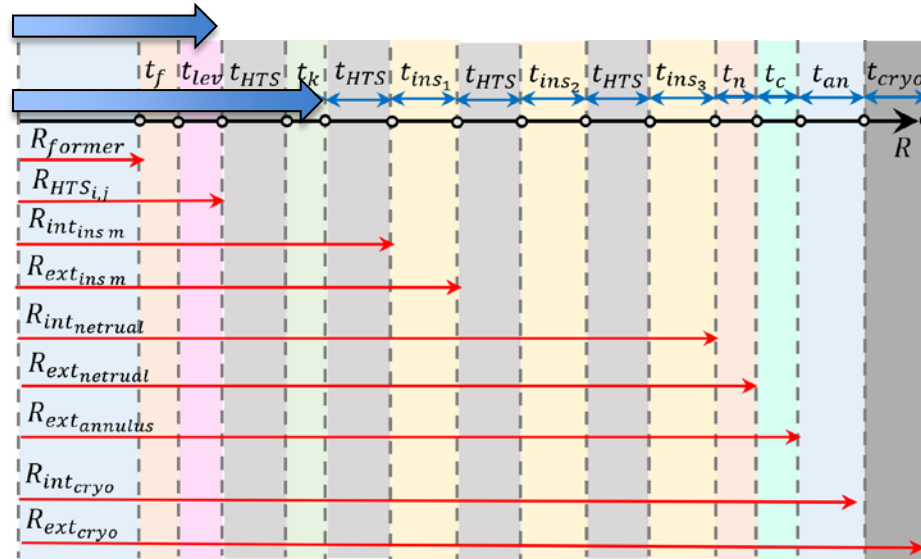 t_f t_lev t_HTS t_k t_HTS t_ins_1 t_HTS t_ins_2 t_HTS t_ins_3 t_n t_c t_an t_cryo
R
R_former
R_HTS_i,j
R_int_ins m
R_ext_ins m
R_int_netrual
R_ext_netrual
R_ext_annulus
R_int_cryo
R_ext_cryo